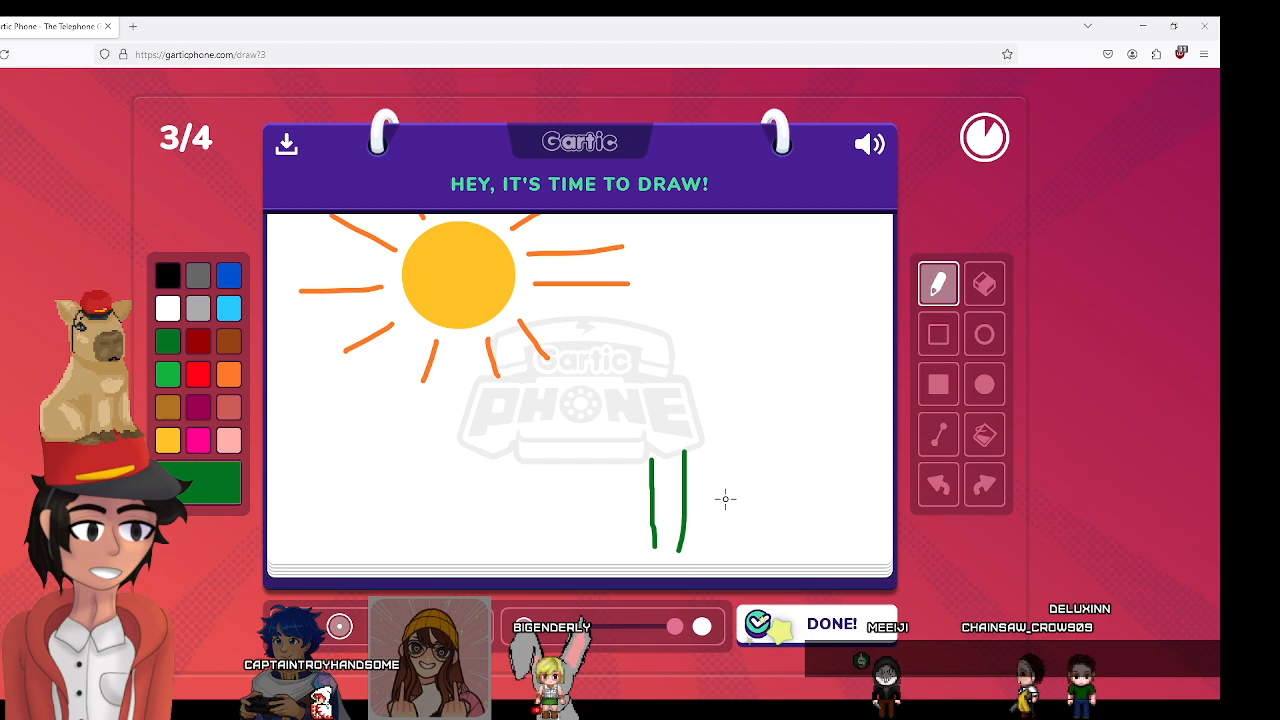 rtic Phone - The Telephone G
https://garticphone.com/draw?3
3/4
Gartic
HEY, IT'S TIME TO DRAW!
Gartic
PHONE
DONE!
CAPTAINTROYHANDSOME
BIGENDERLY
MEEIJI
CHAINSAW_CROW909
DELUXINN